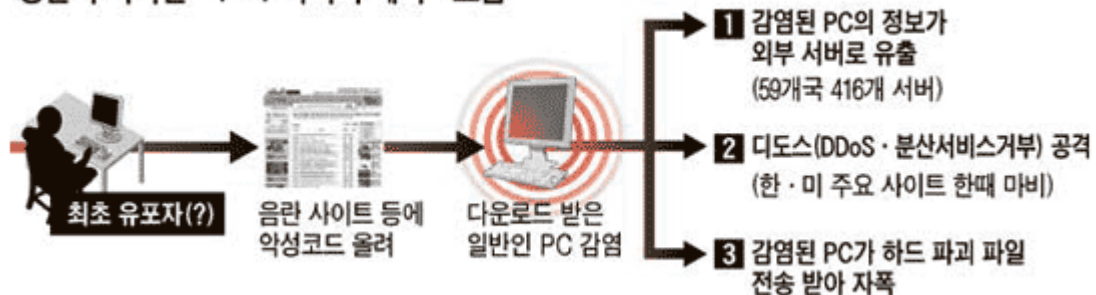 최초 유포자(?)
음란 사이트 등에
악성코드 올려
다운로드 받은
일반인 PC 감염
1 감염된 PC의 정보가
외부 서버로 유출
(59개국 416개 서버)
2 디도스(DDoS·분산서비스거부) 공격
(한·미 주요 사이트 한때 마비)
3 감염된 PC가 하드 파괴 파일
전송 받아 자폭